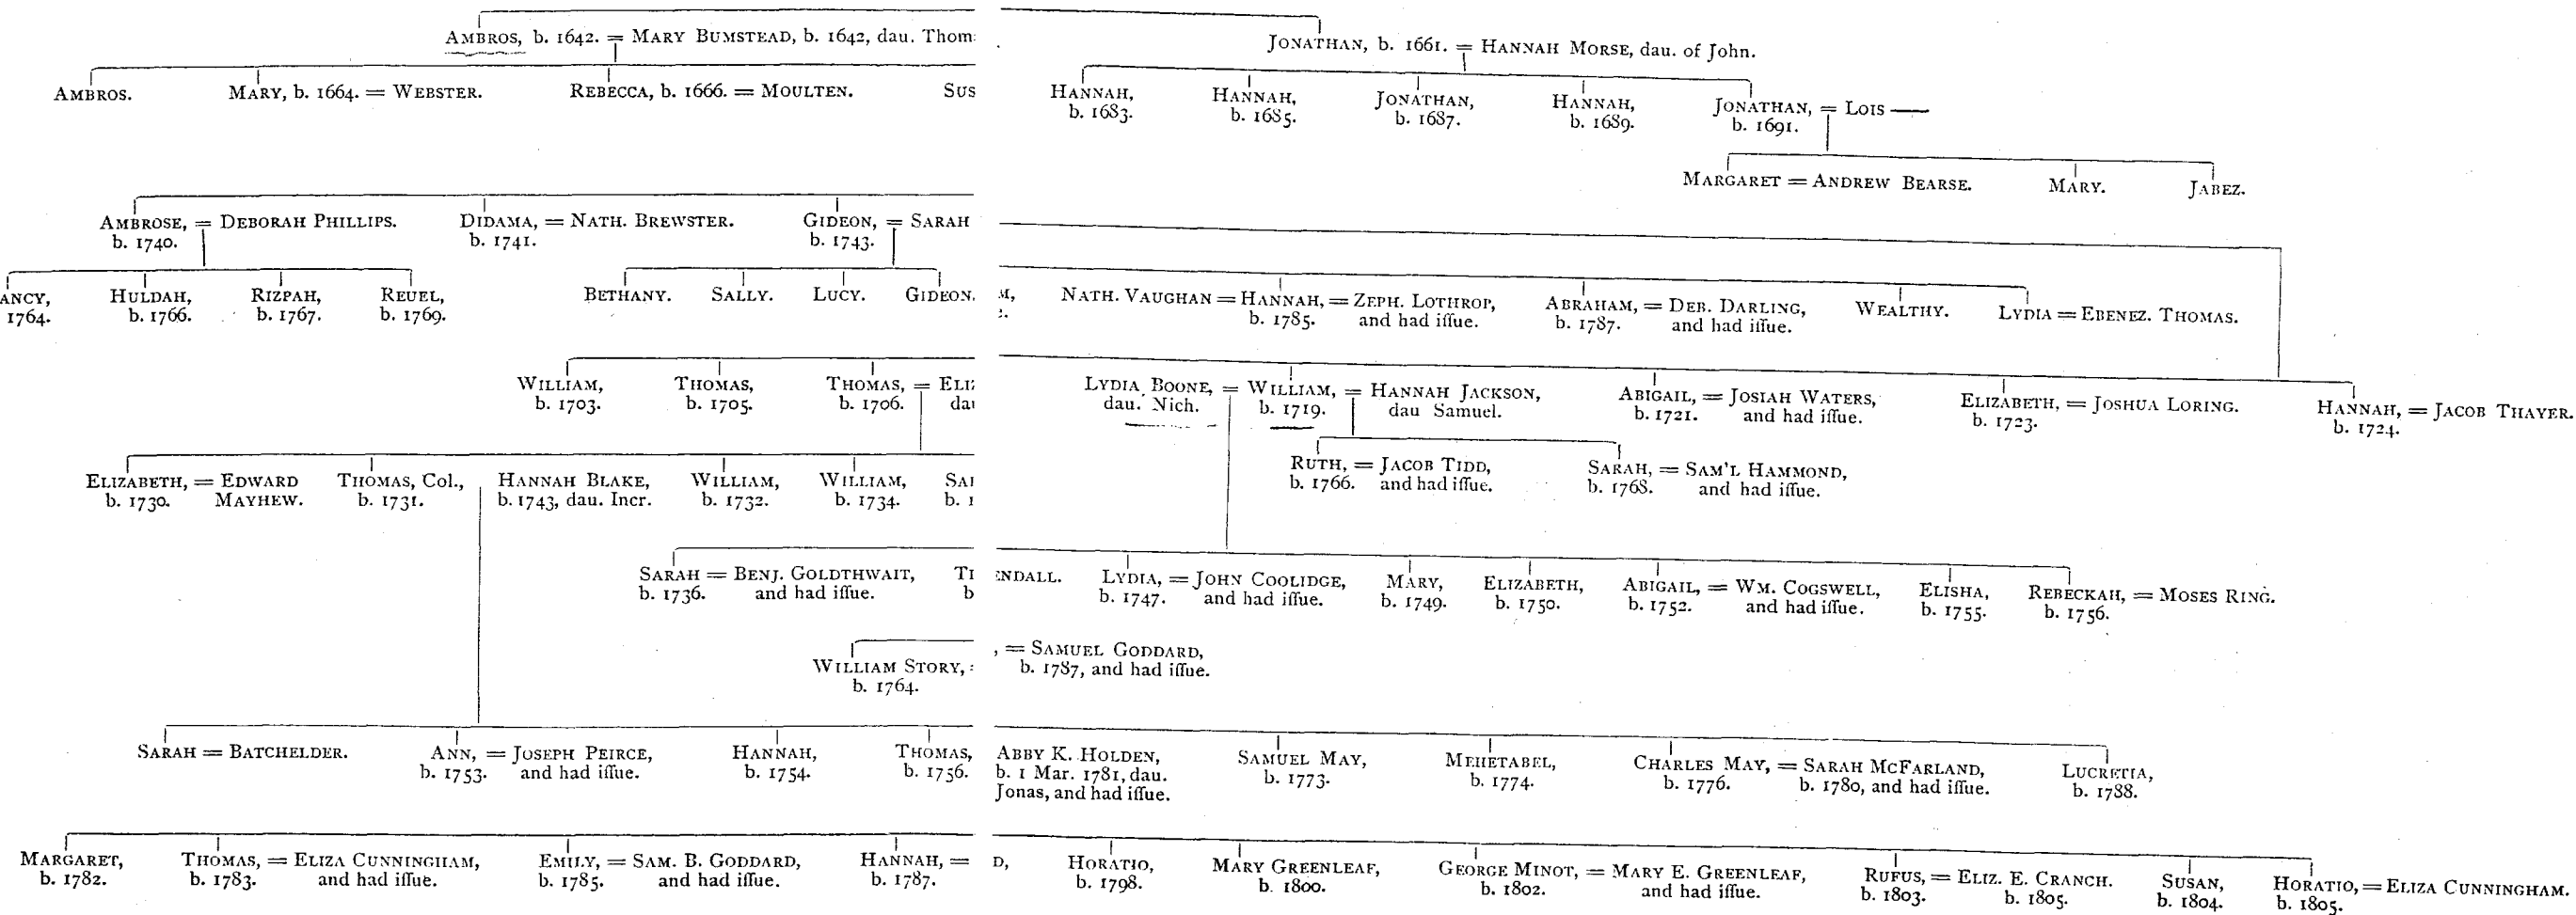 AMBROS, b. 1642. = MARY BUMSTEAD, b. 1642, dau. Thom
JONATHAN, b. 1661. = HANNAH MORSE, dau. of John.
AMBROS. MARY, b. 1664. = WEBSTER. REBECCA, b. 1666. = MOULTEN. SUS
HANNAH, HANNAH, JONATHAN, HANNAH, JONATHAN, = LOIS ——
b. 1683. b. 1685. b. 1687. b. 1689. b. 1691.
MARGARET = ANDREW BEARSE. MARY. JABEZ.
AMBROSE, = DEBORAH PHILLIPS. DIDAMA, = NATH. BREWSTER. GIDEON, = SARAH
b. 1740. b. 1741. b. 1743.
ANCY, HULDAH, RIZPAH, REUEL, BETHANY. SALLY. LUCY. GIDEON.
1764. b. 1766. b. 1767. b. 1769.
M, NATH. VAUGHAN = HANNAH, = ZEPH. LOTHROP, ABRAHAM, = DEB. DARLING, WEALTHY. LYDIA = EBENEZ. THOMAS.
b. 1785. and had iſſue. b. 1787. and had iſſue.
WILLIAM, THOMAS, THOMAS, = ELIZ
b. 1703. b. 1705. b. 1706. dau
LYDIA BOONE, = WILLIAM, = HANNAH JACKSON, ABIGAIL, = JOSIAH WATERS, ELIZABETH, = JOSHUA LORING. HANNAH, = JACOB THAYER.
dau. Nich. b. 1719. dau Samuel. b. 1721. and had iſſue. b. 1723. b. 1724.
RUTH, = JACOB TIDD, SARAH, = SAM'L HAMMOND,
b. 1766. and had iſſue. b. 1768. and had iſſue.
ELIZABETH, = EDWARD THOMAS, Col., HANNAH BLAKE, WILLIAM, WILLIAM, SAR
b. 1730. MAYHEW. b. 1731. b. 1743, dau. Incr. b. 1732. b. 1734. b. 1
SARAH = BENJ. GOLDTHWAIT, T
b. 1736. and had iſſue. b
ENDALL. LYDIA, = JOHN COOLIDGE, MARY, ELIZABETH, ABIGAIL, = WM. COGSWELL, ELISHA, REBECKAH, = MOSES RING.
b. 1747. and had iſſue. b. 1749. b. 1750. b. 1752. and had iſſue. b. 1755. b. 1756.
WILLIAM STORY, =
b. 1764.
, = SAMUEL GODDARD,
b. 1787, and had iſſue.
SARAH = BATCHELDER. ANN, = JOSEPH PEIRCE, HANNAH, THOMAS,
b. 1753. and had iſſue. b. 1754. b. 1756.
ABBY K. HOLDEN, SAMUEL MAY, MEHETABEL, CHARLES MAY, = SARAH MCFARLAND, LUCRETIA,
b. 1 Mar. 1781, dau. b. 1773. b. 1774. b. 1776. b. 1780, and had iſſue. b. 1788.
Jonas, and had iſſue.
MARGARET, THOMAS, = ELIZA CUNNINGHAM, EMILY, = SAM. B. GODDARD, HANNAH, =
b. 1782. b. 1783. and had iſſue. b. 1785. and had iſſue. b. 1787.
D, HORATIO, MARY GREENLEAF, GEORGE MINOT, = MARY E. GREENLEAF, RUFUS, = ELIZ. E. CRANCH. SUSAN, HORATIO, = ELIZA CUNNINGHAM.
b. 1798. b. 1800. b. 1802. and had iſſue. b. 1803. b. 1805. b. 1804. b. 1805.